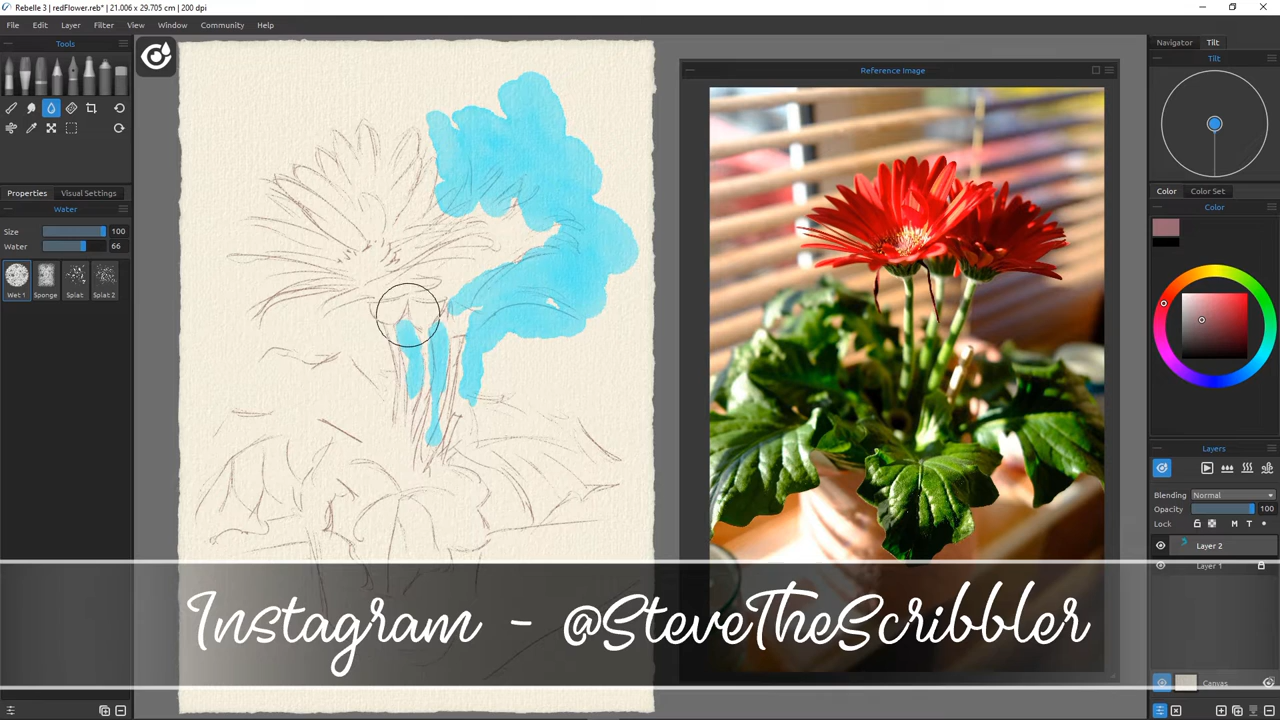 Rebelle 3 | redFlower.reb* | 21.006 x 29.705 cm | 200 dpi
File Edit Layer Filter View Window Community Help
Tools
Properties Visual Settings
Water
Size 100
Water 66
Wet 1 Sponge Splat Splat 2
Reference Image
Navigator Tilt
Tilt
Color Color Set
Color
Layers
Blending Normal
Opacity 100
Lock M T
Layer 2
Layer 1
Instagram - @SteveTheScribbler
Canvas